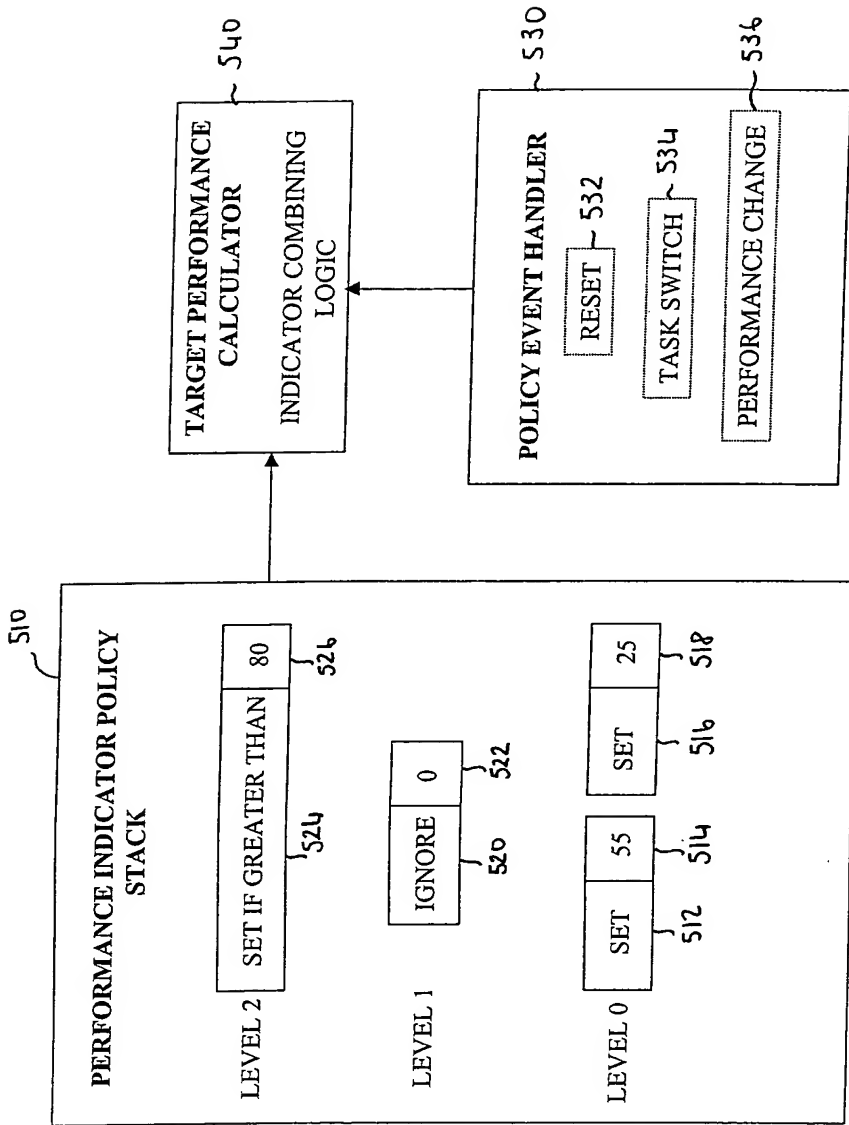 510
PERFORMANCE INDICATOR POLICY
STACK
LEVEL 2
SET IF GREATER THAN
80
524
526
LEVEL 1
IGNORE
0
520
522
LEVEL 0
SET
55
SET
25
512
514
516
518
540
TARGET PERFORMANCE
CALCULATOR
INDICATOR COMBINING
LOGIC
530
POLICY EVENT HANDLER
RESET
532
TASK SWITCH
534
PERFORMANCE CHANGE
536